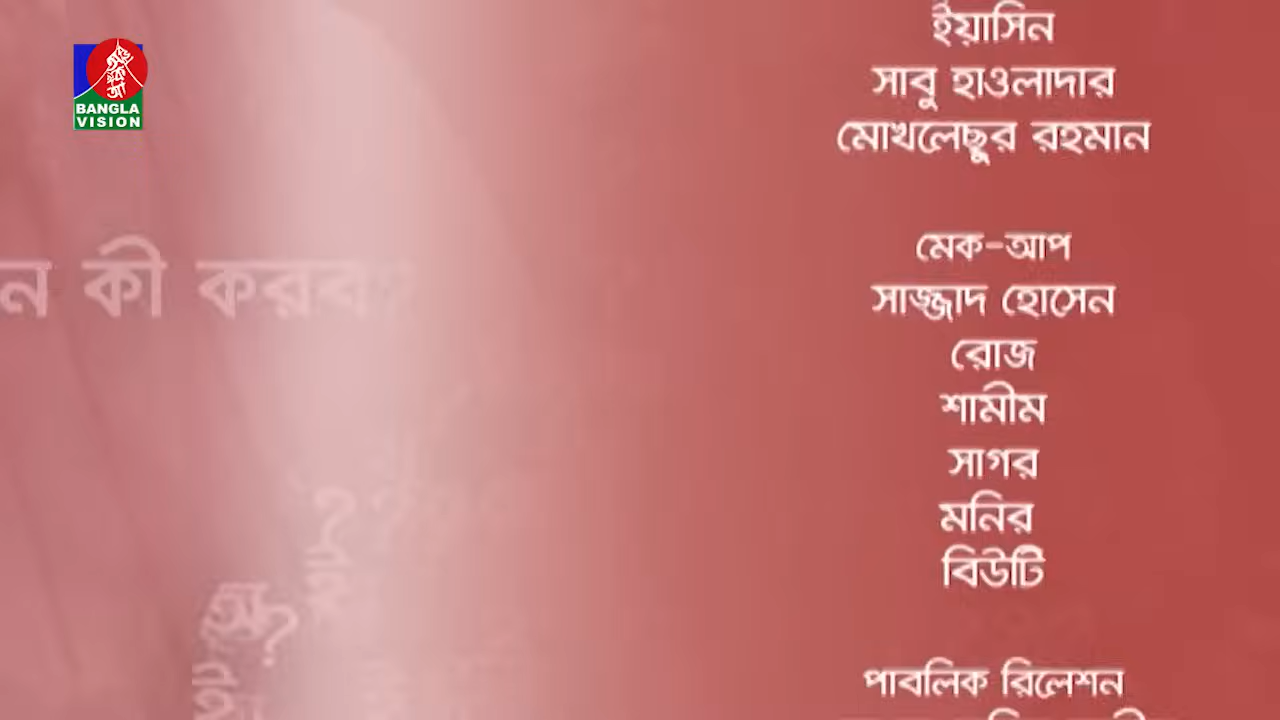 BANGLA
VISION
ন কী করব
ইয়াসিন
সাবু হাওলাদার
মোখলেছুর রহমান
মেক-আপ
সাজ্জাদ হোসেন
রোজ
শামীম
সাগর
মনির
বিউটি
পাবলিক রিলেশন